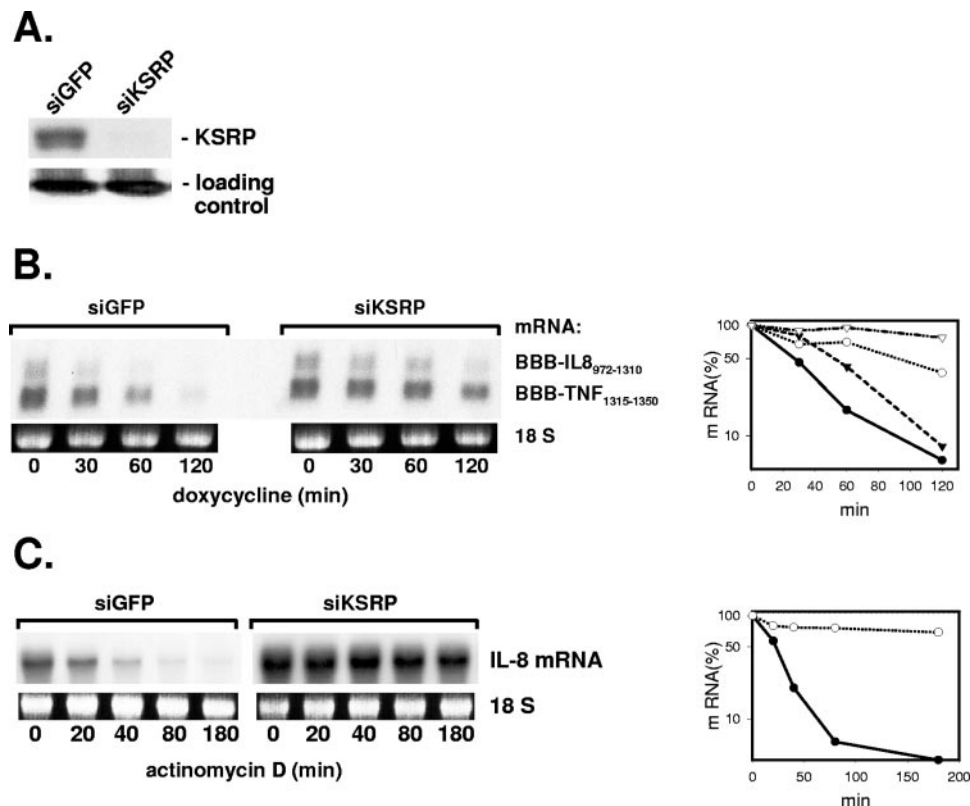 A.
siGFP siKSRP
- KSRP
- loading
control
B.
siGFP siKSRP
mRNA:
BBB-IL8972-1310
BBB-TNF1315-1350
18 S
0 30 60 120 0 30 60 120
doxycycline (min)
m RNA(%)
100
50
10
0 20 40 60 80 100 120
min
C.
siGFP siKSRP
IL-8 mRNA
18 S
0 20 40 80 180 0 20 40 80 180
actinomycin D (min)
m RNA(%)
100
50
10
0 50 100 150 200
min